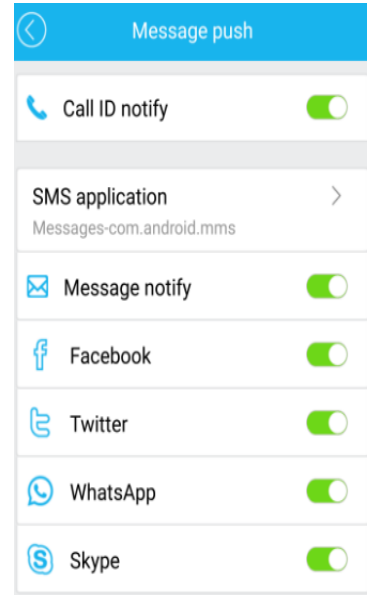 Message push
Call ID notify
SMS application
Messages-com.android.mms
Message notify
Facebook
Twitter
WhatsApp
Skype